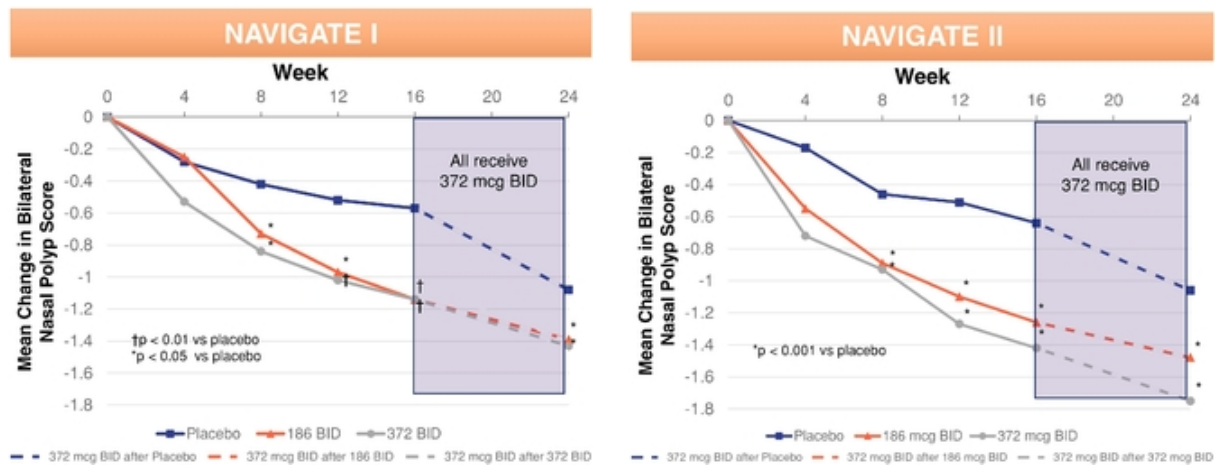 NAVIGATE I
Week
0 4 8 12 16 20 24
0
-0.2
-0.4
-0.6
-0.8
-1
-1.2
-1.4
-1.6
-1.8
Mean Change in Bilateral
Nasal Polyp Score
All receive
372 mcg BID
*
*
*
‡
†
‡
*
*
†p < 0.01 vs placebo
*p < 0.05 vs placebo
Placebo 186 BID 372 BID
372 mcg BID after Placebo 372 mcg BID after 186 BID 372 mcg BID after 372 BID
NAVIGATE II
Week
0 4 8 12 16 20 24
0
-0.2
-0.4
-0.6
-0.8
-1
-1.2
-1.4
-1.6
-1.8
Mean Change in Bilateral
Nasal Polyp Score
All receive
372 mcg BID
*
*
*
*
*
*
*
*
*p < 0.001 vs placebo
Placebo 186 mcg BID 372 mcg BID
372 mcg BID after Placebo 372 mcg BID after 186 mcg BID 372 mcg BID after 372 mcg BID